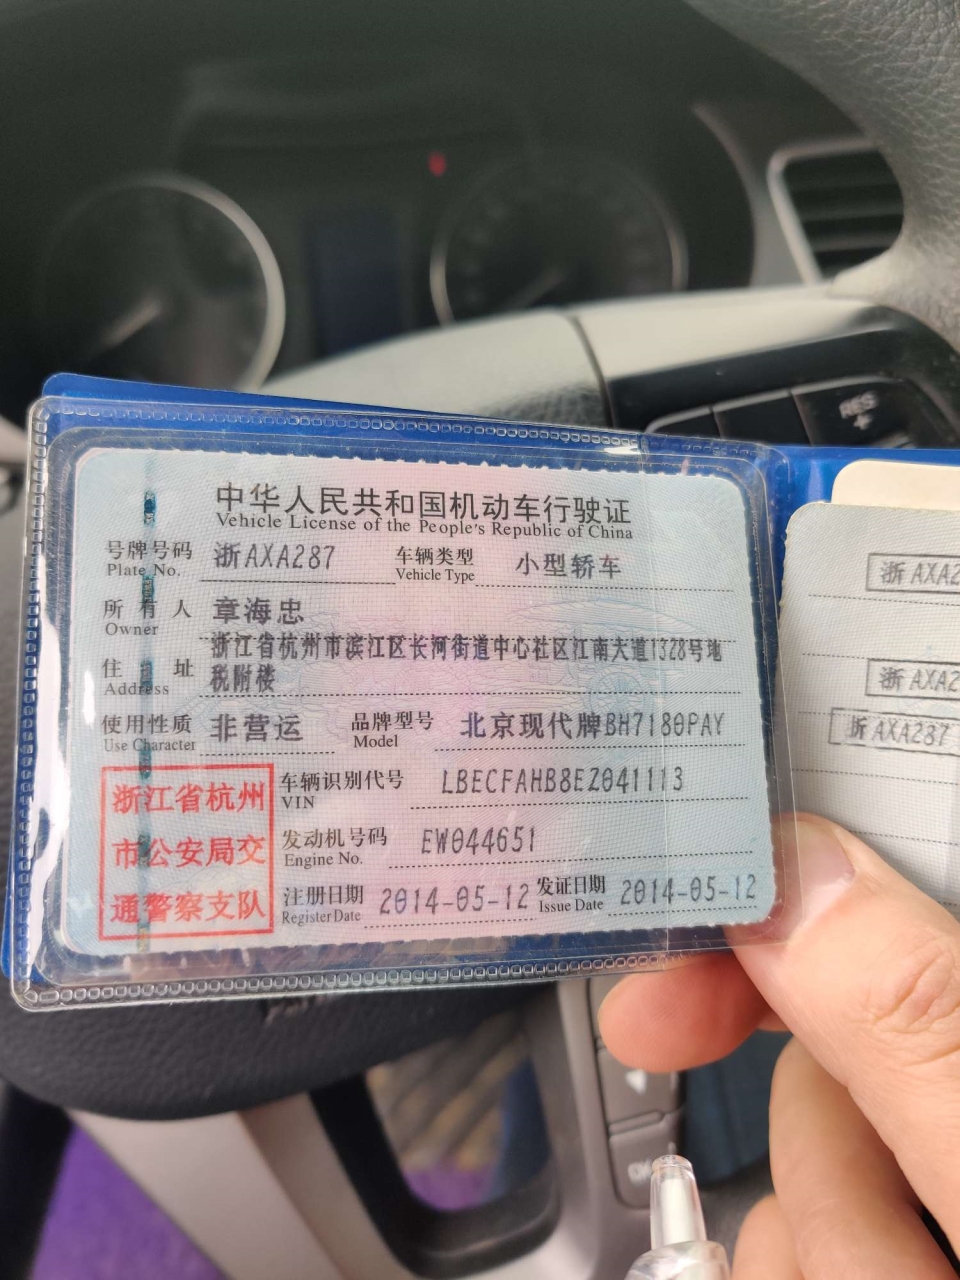 中华人民共和国机动车行驶证
Vehicle License of the People's Republic of China
号牌号码 浙AXA287 车辆类型 小型轿车
Plate No. Vehicle Type
所有人 章海忠
Owner
住址 浙江省杭州市滨江区长河街道中心社区江南大道1328号地
税附楼
Address
使用性质 非营运 品牌型号 北京现代牌BH7180PAY
Use Character Model
浙江省杭州
市公安局交
通警察支队
车辆识别代号 LBECFAHB8EZ041113
VIN
发动机号码 EW044651
Engine No.
注册日期 2014-05-12 发证日期 2014-05-12
Register Date Issue Date
浙AXA2
浙AXA2
浙AXA287
RES
+